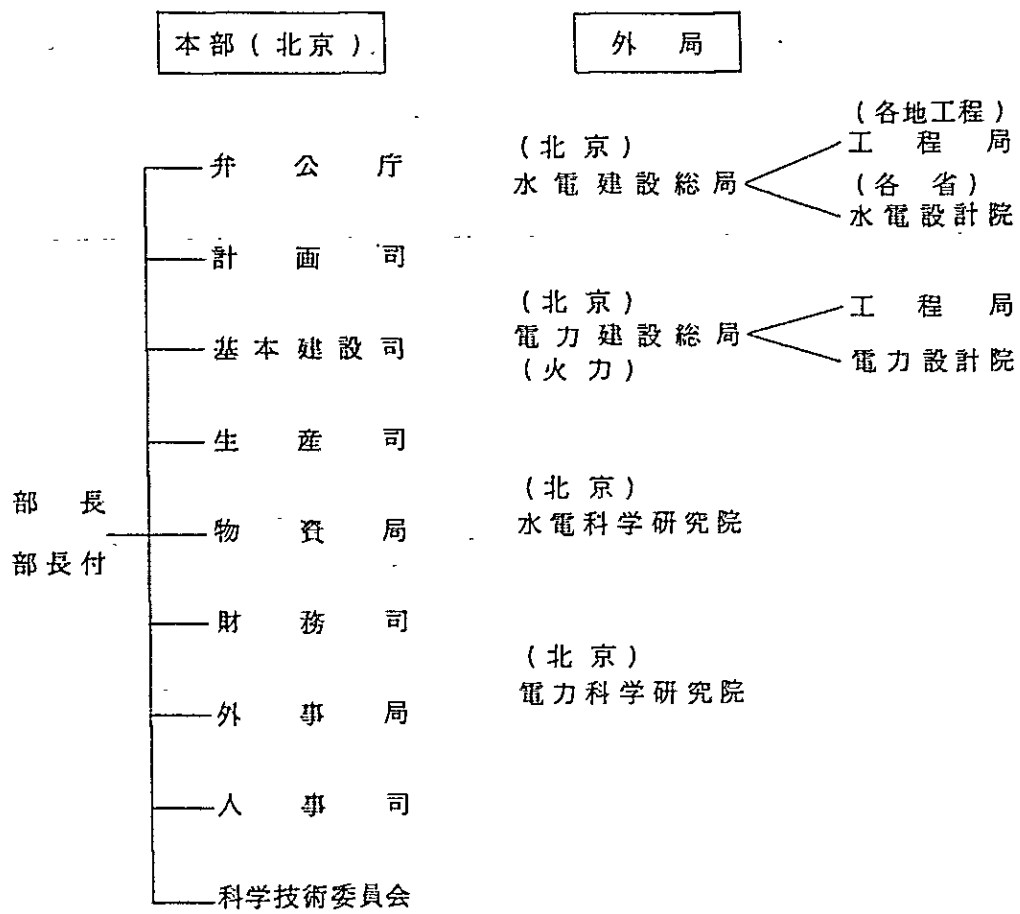 本部(北京)
外局
部長
部長付
弁公庁
計画司
基本建設司
生産司
物資局
財務司
外事局
人事司
科学技術委員会
(北京)
水電建設総局
(各地工程)
工程局
(各省)
水電設計院
(北京)
電力建設総局
(火力)
工程局
電力設計院
(北京)
水電科学研究院
(北京)
電力科学研究院